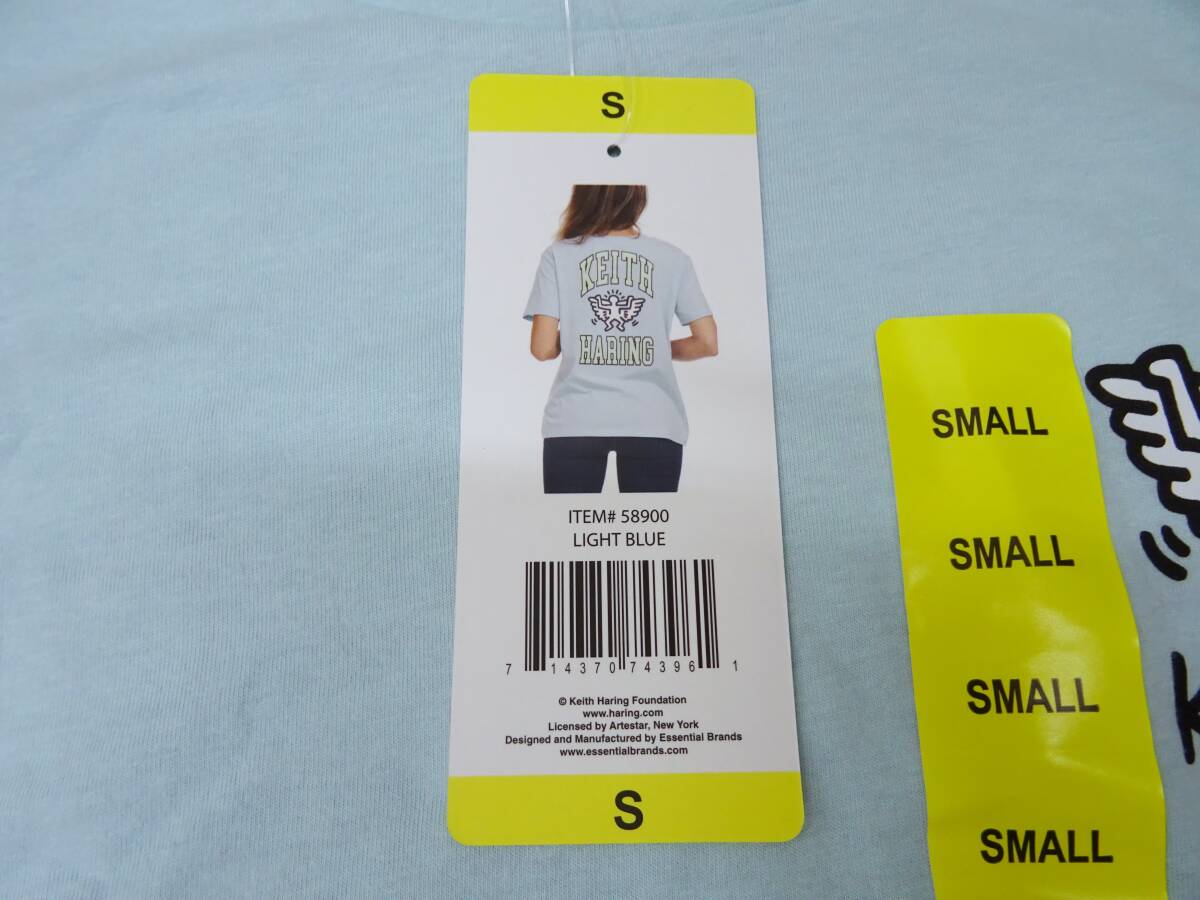 S
KEITH
HARING
ITEM# 58900
LIGHT BLUE
7 14370 74396 1
© Keith Haring Foundation
www.haring.com
Licensed by Artestar, New York
Designed and Manufactured by Essential Brands
www.essentialbrands.com
S
SMALL
SMALL
SMALL
SMALL
K